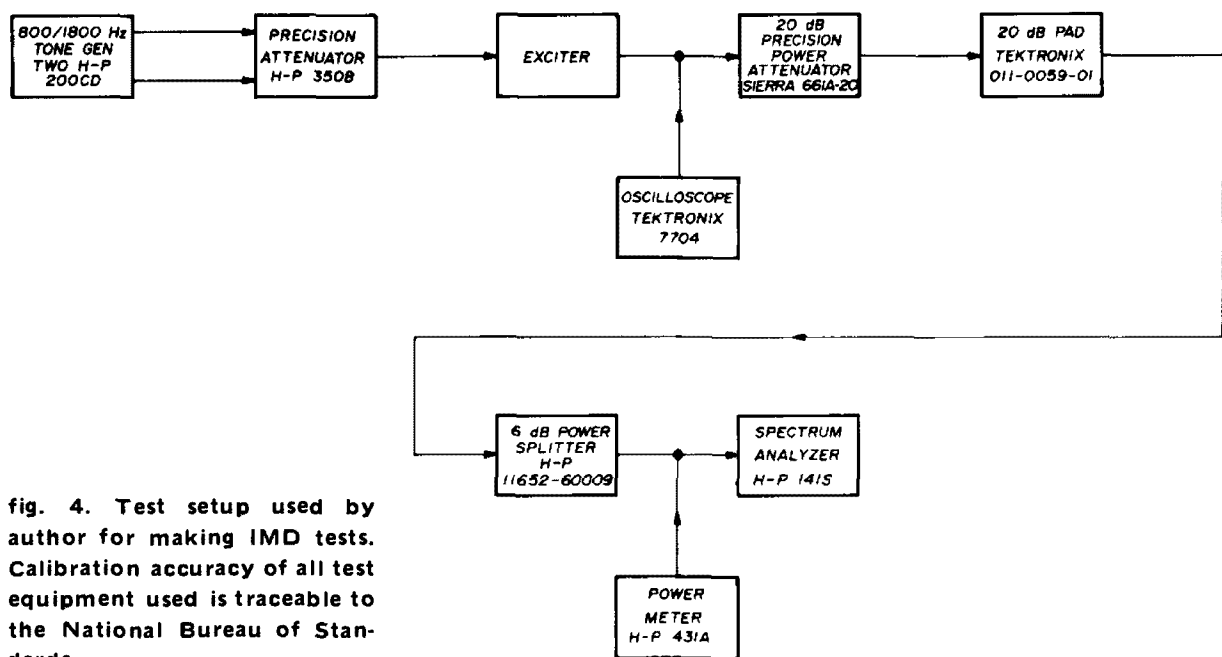 800/1800 Hz
TONE GEN
TWO H-P
200CD
PRECISION
ATTENUATOR
H-P 350B
EXCITER
20 dB
PRECISION
POWER
ATTENUATOR
SIERRA 661A-20
20 dB PAD
TEKTRONIX
011-0059-01
OSCILLOSCOPE
TEKTRONIX
7704
6 dB POWER
SPLITTER
H-P
11652-60009
SPECTRUM
ANALYZER
H-P 141S
POWER
METER
H-P 431A
fig. 4. Test setup used by
author for making IMD tests.
Calibration accuracy of all test
equipment used is traceable to
the National Bureau of Stan-
dards.